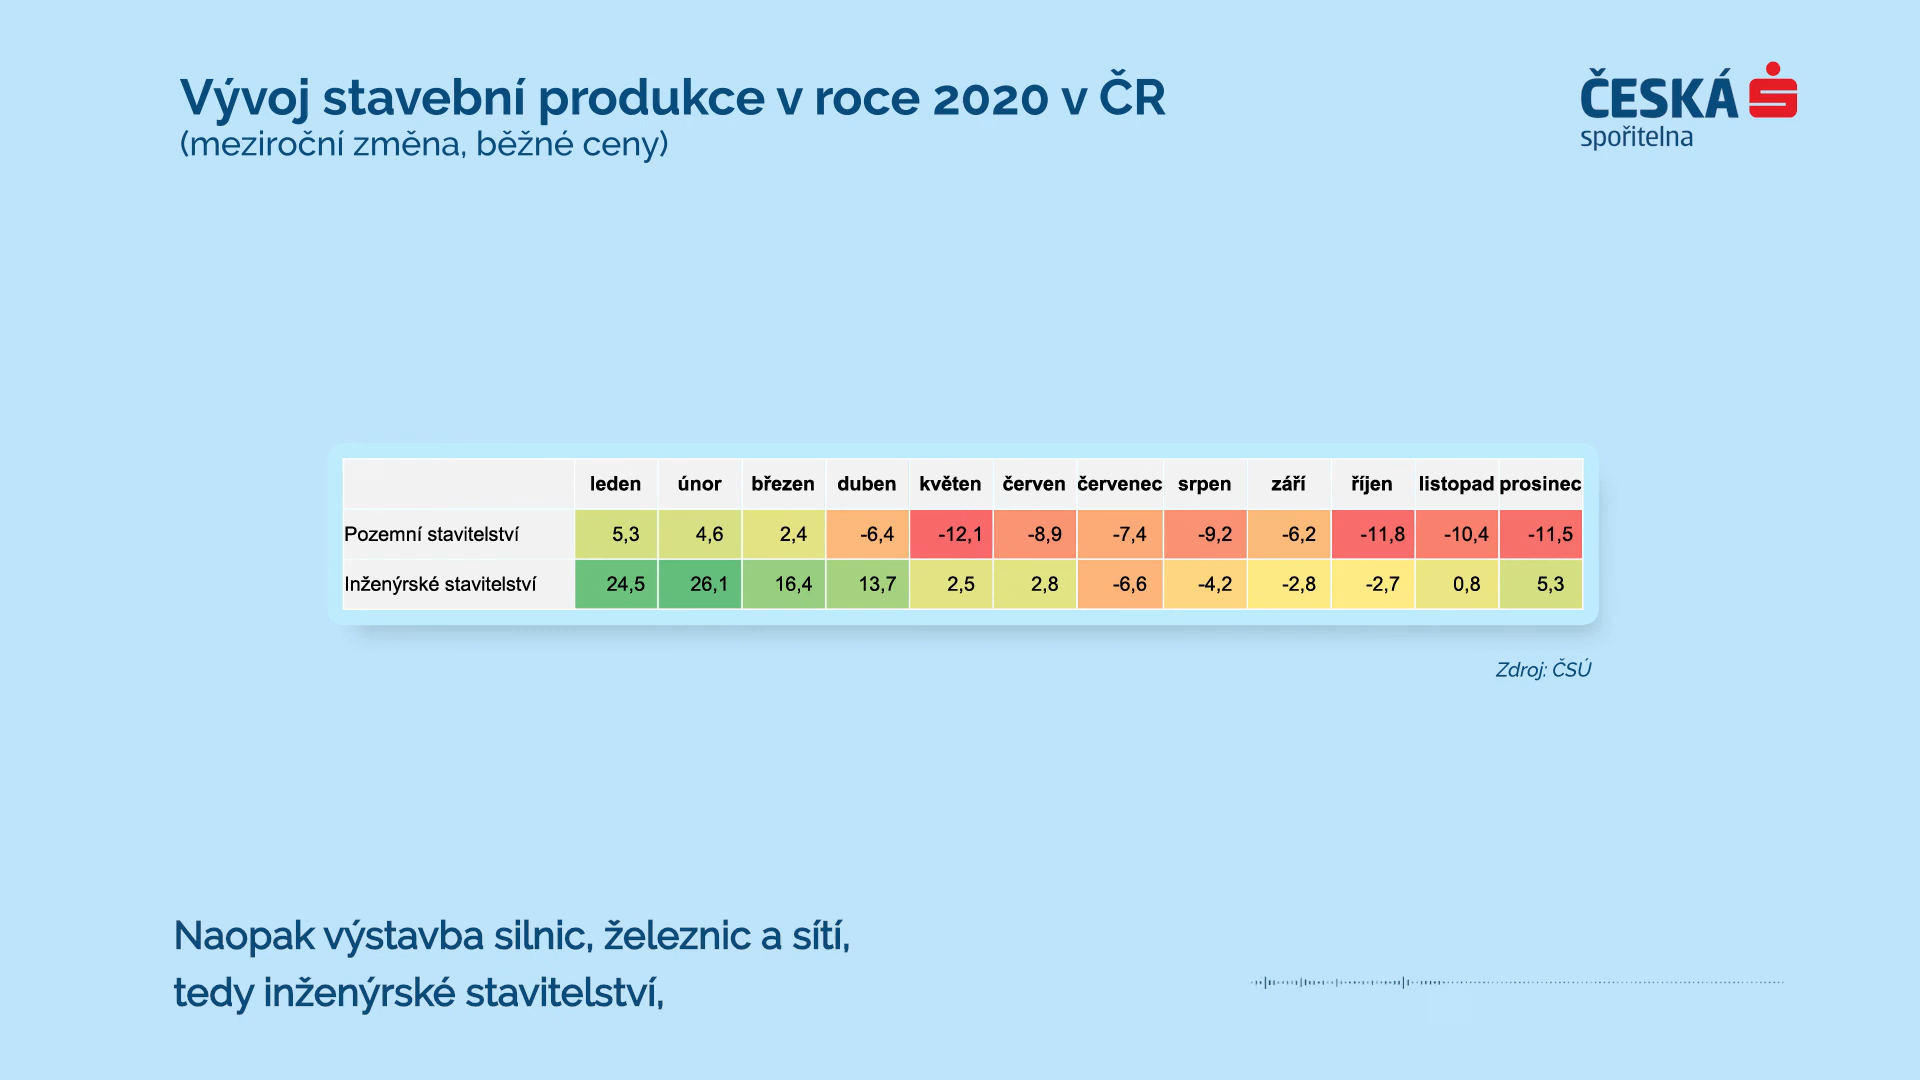 Vývoj stavební produkce v roce 2020 v ČR
(meziroční změna, běžné ceny)
ČESKÁ
spořitelna
leden únor březen duben květen červen červenec srpen září říjen listopad prosinec
Pozemní stavitelství 5,3 4,6 2,4 -6,4 -12,1 -8,9 -7,4 -9,2 -6,2 -11,8 -10,4 -11,5
Inženýrské stavitelství 24,5 26,1 16,4 13,7 2,5 2,8 -6,6 -4,2 -2,8 -2,7 0,8 5,3
Zdroj: ČSÚ
Naopak výstavba silnic, železnic a sítí,
tedy inženýrské stavitelství,